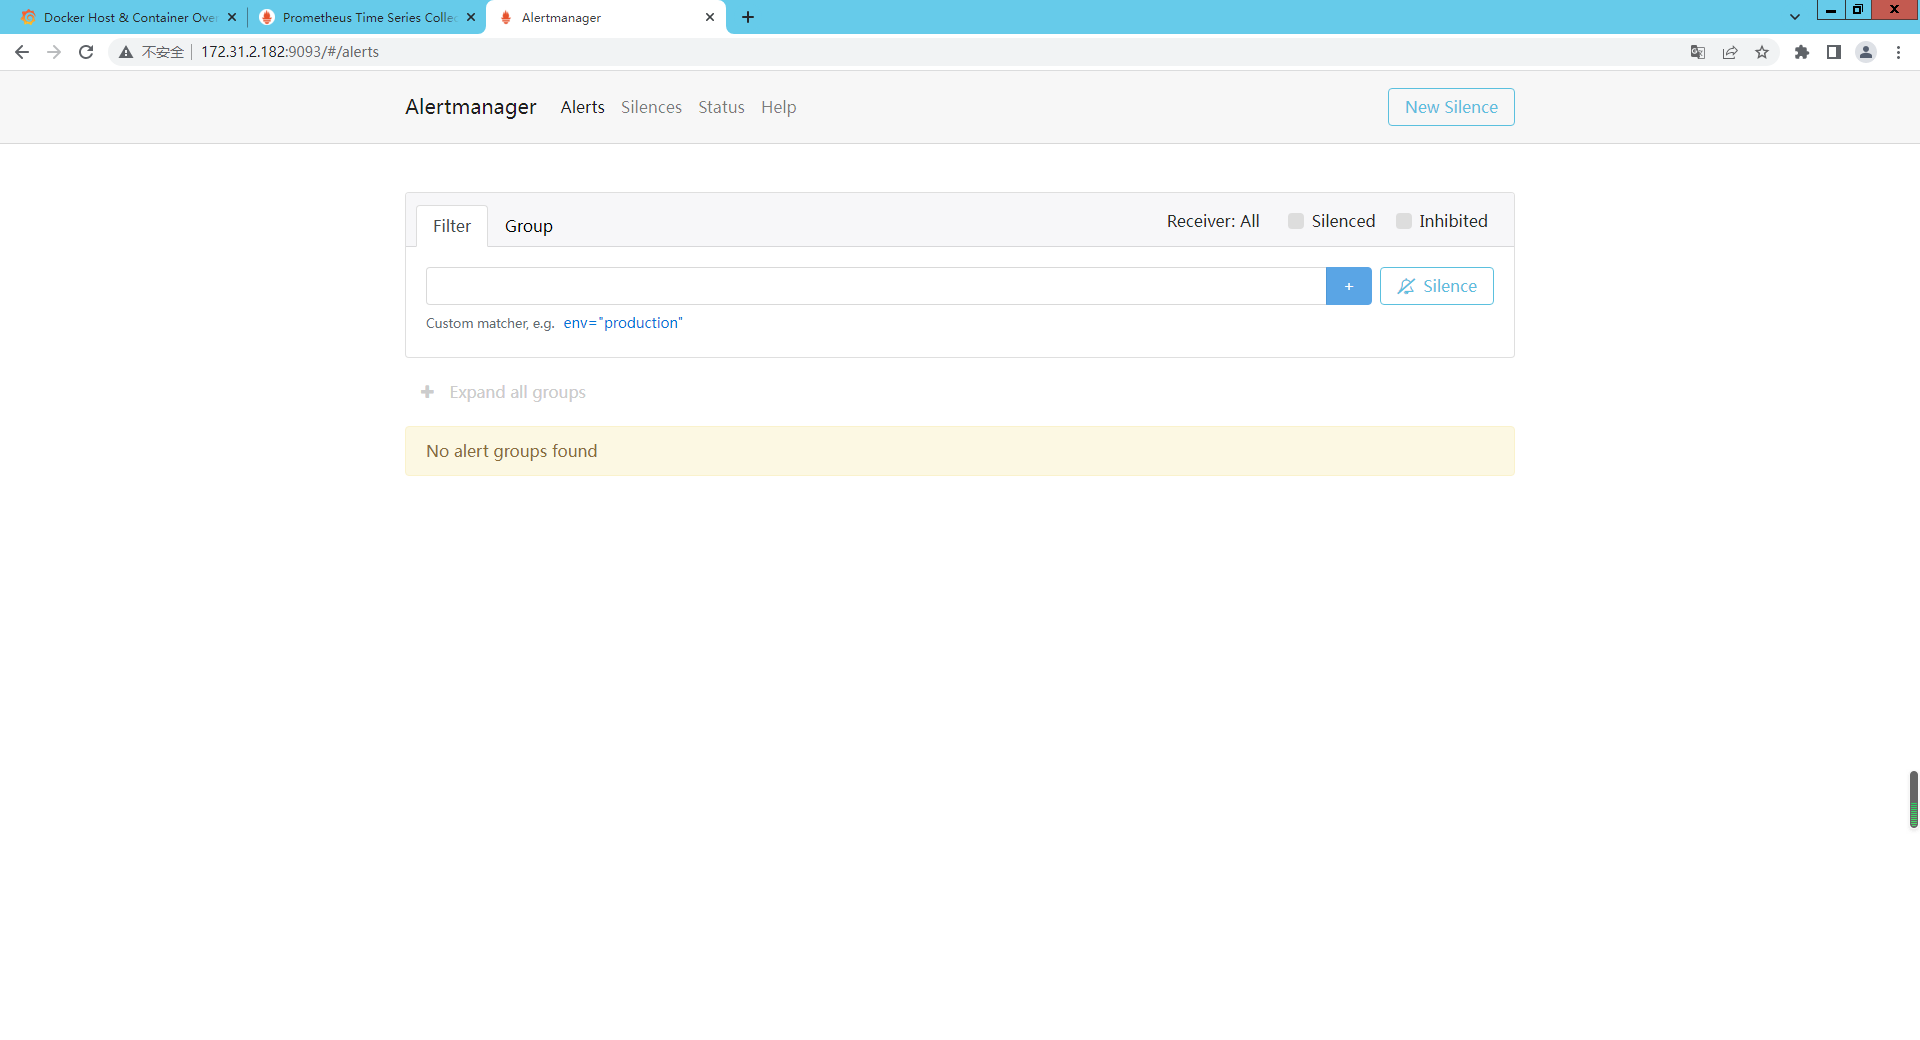 Docker Host & Container Over
Prometheus Time Series Collec
Alertmanager
不安全
172.31.2.182:9093/#/alerts
Alertmanager
Alerts
Silences
Status
Help
New Silence
Filter
Group
Receiver: All
Silenced
Inhibited
+
Silence
Custom matcher, e.g. env="production"
+ Expand all groups
No alert groups found